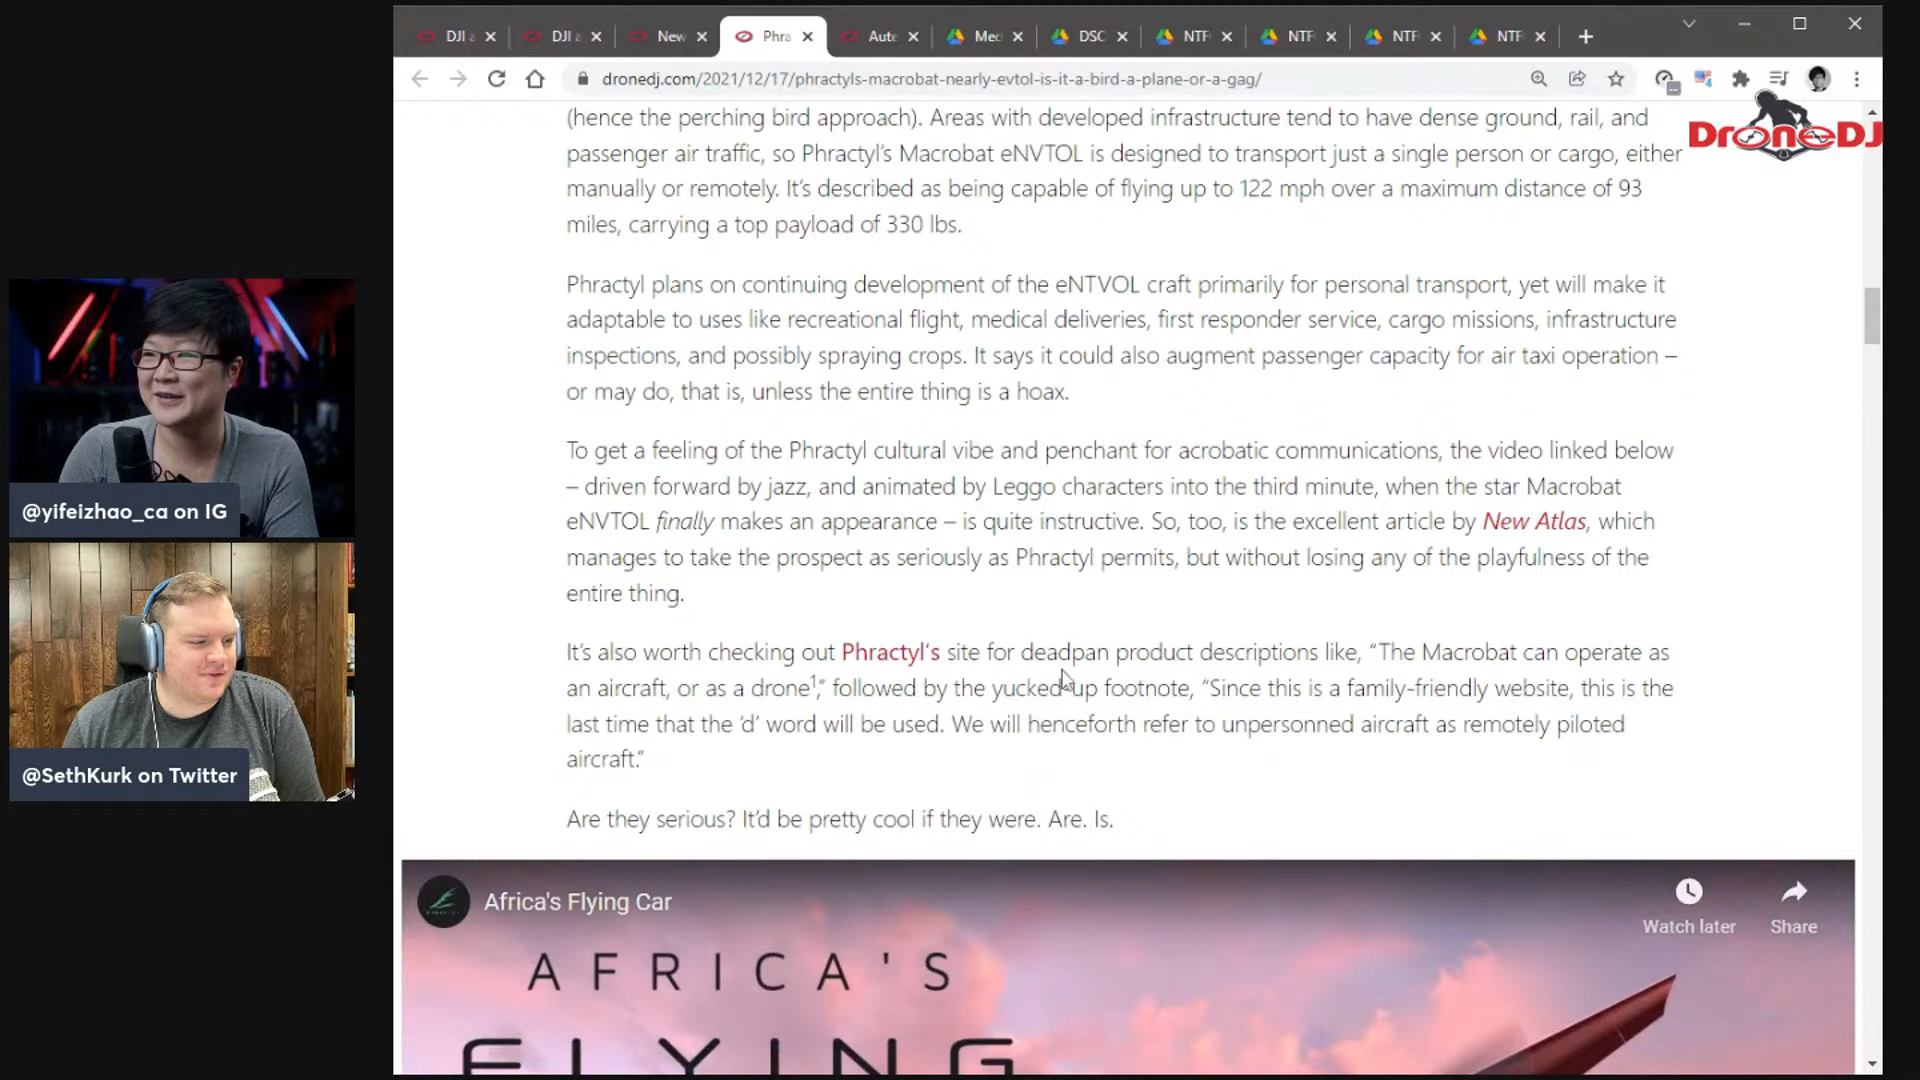 DJI a
DJI a
New
Phra
Aute
Mec
DSC
NTF
NTF
NTF
NTF
dronedj.com/2021/12/17/phractyls-macrobat-nearly-evtol-is-it-a-bird-a-plane-or-a-gag/
DroneDJ
(hence the perching bird approach). Areas with developed infrastructure tend to have dense ground, rail, and
passenger air traffic, so Phractyl’s Macrobat eNVTOL is designed to transport just a single person or cargo, either
manually or remotely. It’s described as being capable of flying up to 122 mph over a maximum distance of 93
miles, carrying a top payload of 330 lbs.
Phractyl plans on continuing development of the eNTVOL craft primarily for personal transport, yet will make it
adaptable to uses like recreational flight, medical deliveries, first responder service, cargo missions, infrastructure
inspections, and possibly spraying crops. It says it could also augment passenger capacity for air taxi operation –
or may do, that is, unless the entire thing is a hoax.
To get a feeling of the Phractyl cultural vibe and penchant for acrobatic communications, the video linked below
– driven forward by jazz, and animated by Leggo characters into the third minute, when the star Macrobat
eNVTOL finally makes an appearance – is quite instructive. So, too, is the excellent article by New Atlas, which
manages to take the prospect as seriously as Phractyl permits, but without losing any of the playfulness of the
entire thing.
It’s also worth checking out Phractyl’s site for deadpan product descriptions like, “The Macrobat can operate as
an aircraft, or as a drone¹,” followed by the yucked-up footnote, “Since this is a family-friendly website, this is the
last time that the ‘d’ word will be used. We will henceforth refer to unpersonned aircraft as remotely piloted
aircraft.”
Are they serious? It’d be pretty cool if they were. Are. Is.
Africa's Flying Car
Watch later
Share
AFRICA'S
FLYING
@yifeizhao_ca on IG
@SethKurk on Twitter